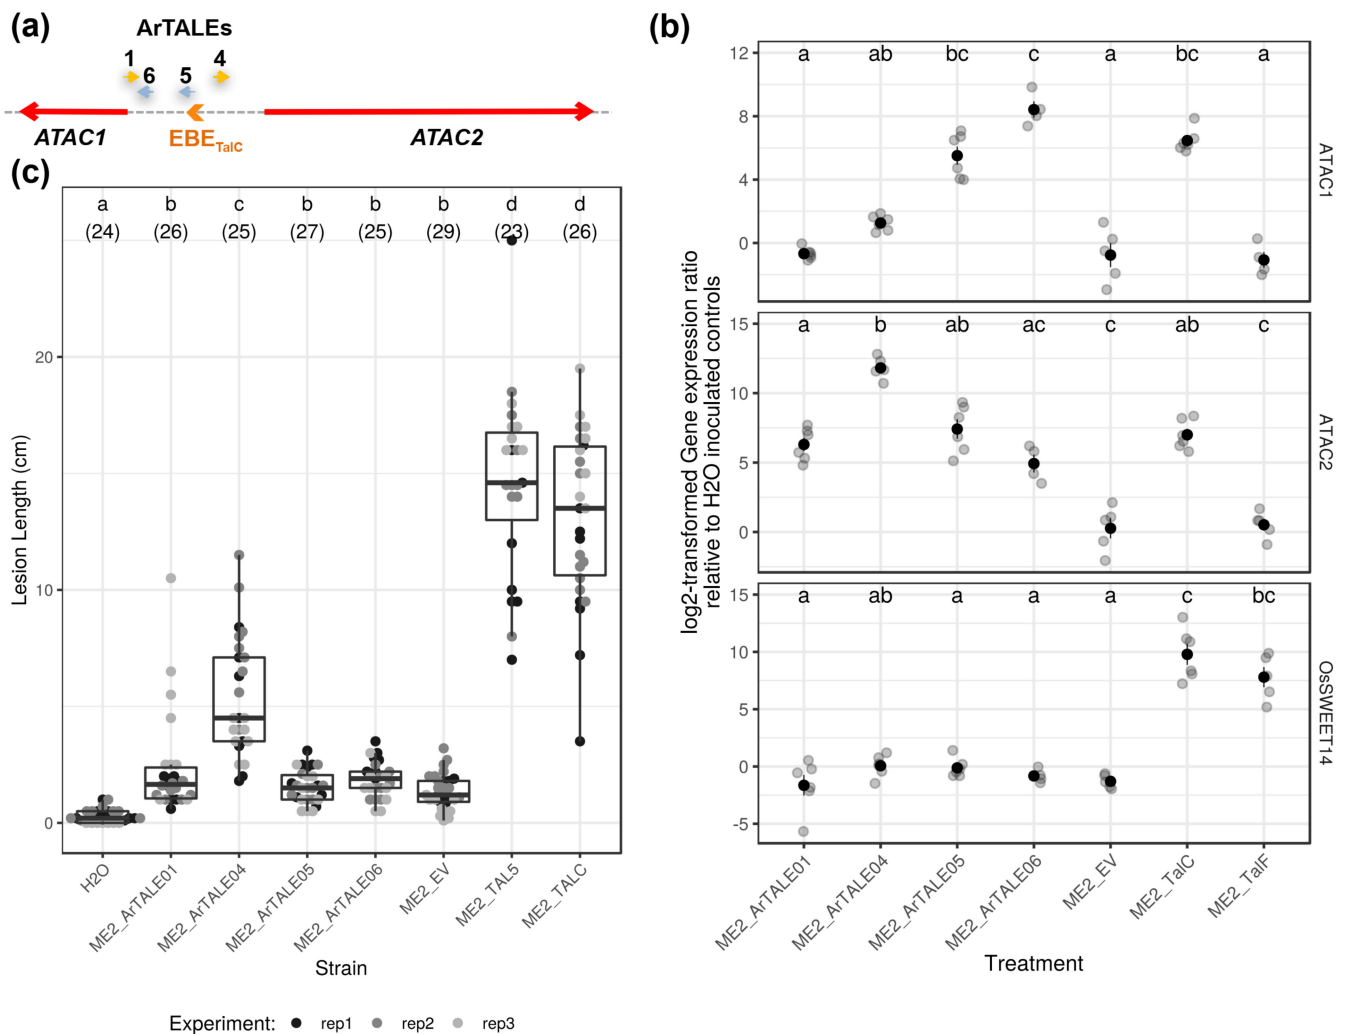 (a)
ArTALEs
1
6
5
4
ATAC1
EBETalC
ATAC2
(b)
log2-transformed Gene expression ratio
relative to H2O inoculated controls
a ab bc c a bc a
12
8
4
0
ATAC1
a b ab ac c ab c
15
10
5
0
ATAC2
a ab a a a c bc
15
10
5
0
-5
OsSWEET14
ME2_ArTALE01
ME2_ArTALE04
ME2_ArTALE05
ME2_ArTALE06
ME2_EV
ME2_TalC
ME2_TalF
Treatment
(c)
Lesion Length (cm)
a b c b b b d d
(24) (26) (25) (27) (25) (29) (23) (26)
20
10
0
H2O
ME2_ArTALE01
ME2_ArTALE04
ME2_ArTALE05
ME2_ArTALE06
ME2_EV
ME2_TAL5
ME2_TALC
Strain
Experiment: rep1 rep2 rep3